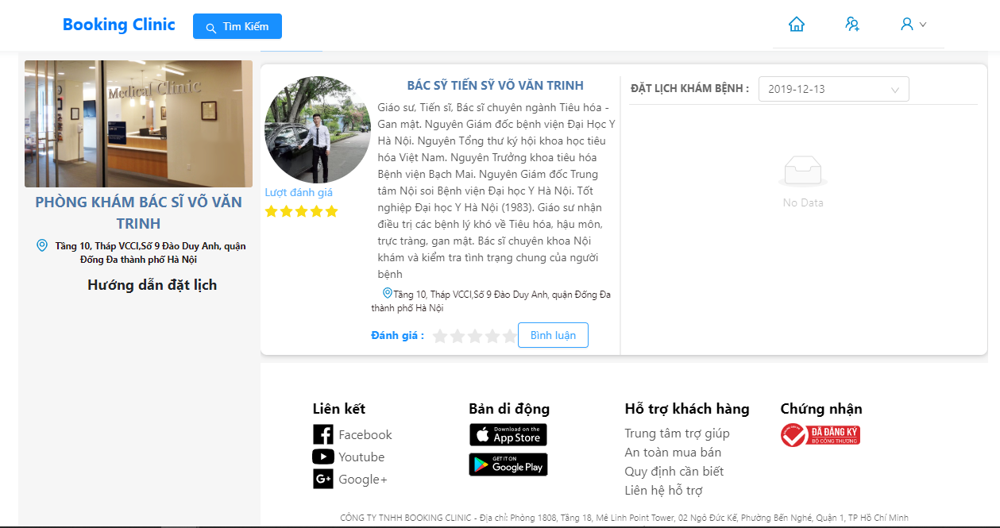 Booking Clinic
Tìm Kiếm
Medical Clinic
PHÒNG KHÁM BÁC SĨ VÕ VĂN
TRINH
Tầng 10, Tháp VCCI,Số 9 Đào Duy Anh, quận
Đống Đa thành phố Hà Nội
Hướng dẫn đặt lịch
Lượt đánh giá
BÁC SỸ TIẾN SỸ VÕ VĂN TRINH
Giáo sư, Tiến sĩ, Bác sĩ chuyên ngành Tiêu hóa -
Gan mật. Nguyên Giám đốc bệnh viện Đại Học Y
Hà Nội. Nguyên Tổng thư ký hội khoa học tiêu
hóa Việt Nam. Nguyên Trưởng khoa tiêu hóa
Bệnh viện Bạch Mai. Nguyên Giám đốc Trung
tâm Nội soi Bệnh viện Đại học Y Hà Nội. Tốt
nghiệp Đại học Y Hà Nội (1983). Giáo sư nhận
điều trị các bệnh lý khó về Tiêu hóa, hậu môn,
trực tràng, gan mật. Bác sĩ chuyên khoa Nội
khám và kiểm tra tình trạng chung của người
bệnh
Tầng 10, Tháp VCCI,Số 9 Đào Duy Anh, quận Đống Đa
thành phố Hà Nội
Đánh giá :
Bình luận
ĐẶT LỊCH KHÁM BỆNH :
2019-12-13
No Data
Liên kết
Facebook
Youtube
G+ Google+
Bản di động
Download on the
App Store
GET IT ON
Google Play
Hỗ trợ khách hàng
Trung tâm trợ giúp
An toàn mua bán
Quy định cần biết
Liên hệ hỗ trợ
Chứng nhận
ĐÃ ĐĂNG KÝ
BỘ CÔNG THƯƠNG
CÔNG TY TNHH BOOKING CLINIC - Địa chỉ: Phòng 1808, Tầng 18, Mê Linh Point Tower, 02 Ngô Đức Kế, Phường Bến Nghé, Quận 1, TP Hồ Chí Minh